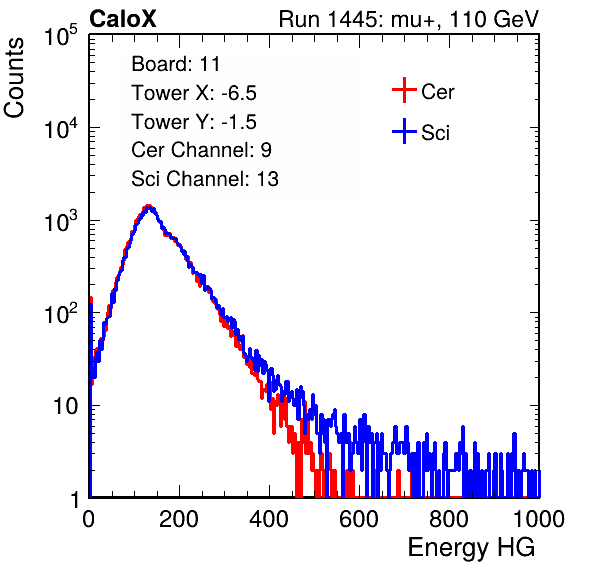 CaloX Run 1445: mu+, 110 GeV
Counts
Board: 11
Tower X: -6.5
Tower Y: -1.5
Cer Channel: 9
Sci Channel: 13
Cer
Sci
10^5
10^4
10^3
10^2
10
1
0 200 400 600 800 1000
Energy HG